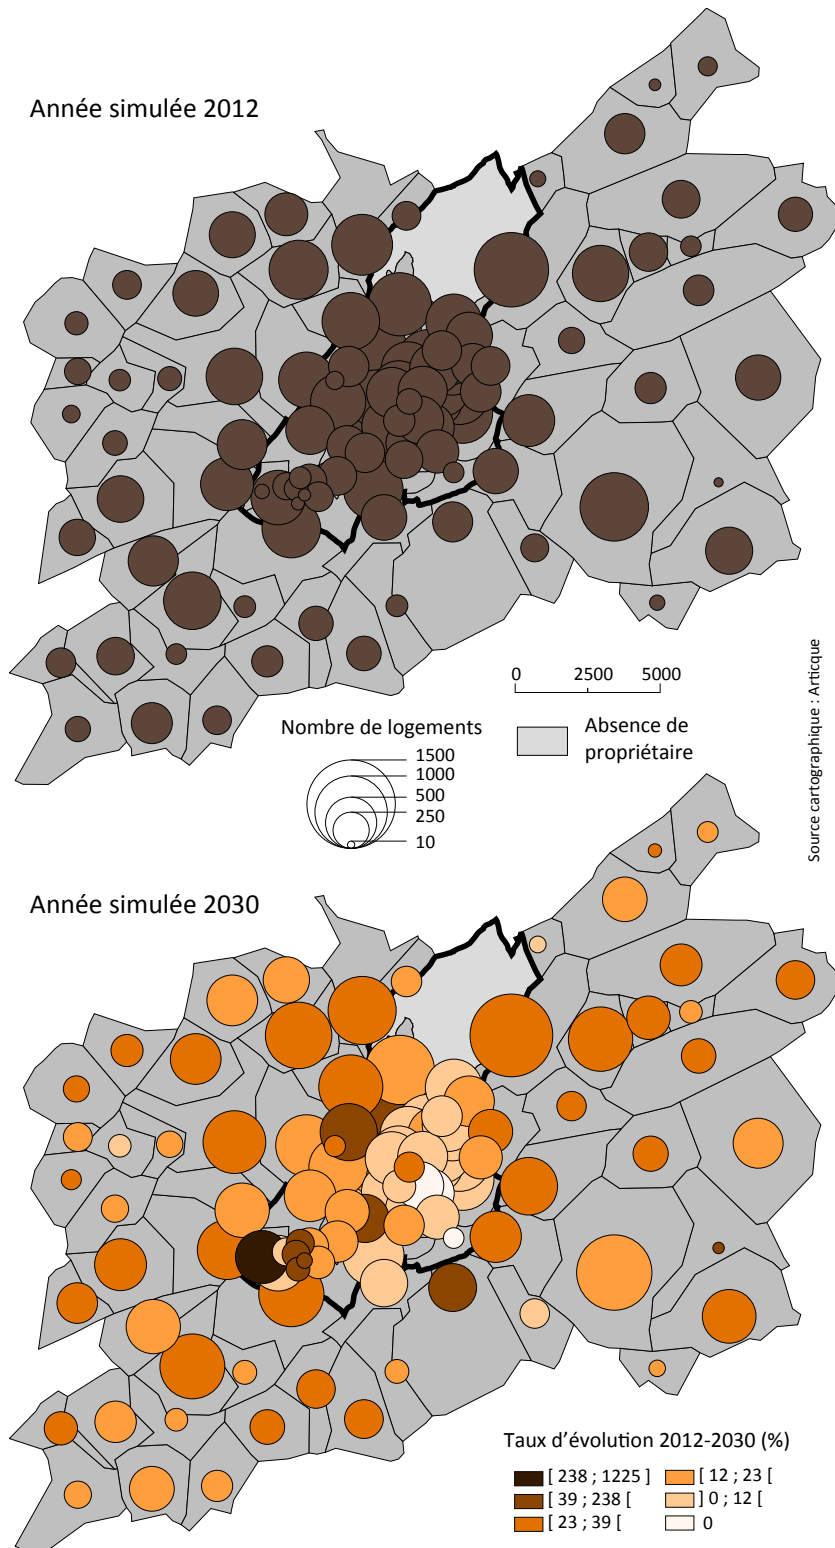 Année simulée 2012
0 2500 5000
Nombre de logements
1500
1000
500
250
10
Absence de
propriétaire
Source cartographique : Articque
Année simulée 2030
Taux d'évolution 2012-2030 (%)
[ 238 ; 1225 ]
[ 39 ; 238 [
[ 23 ; 39 [
[ 12 ; 23 [
] 0 ; 12 [
0